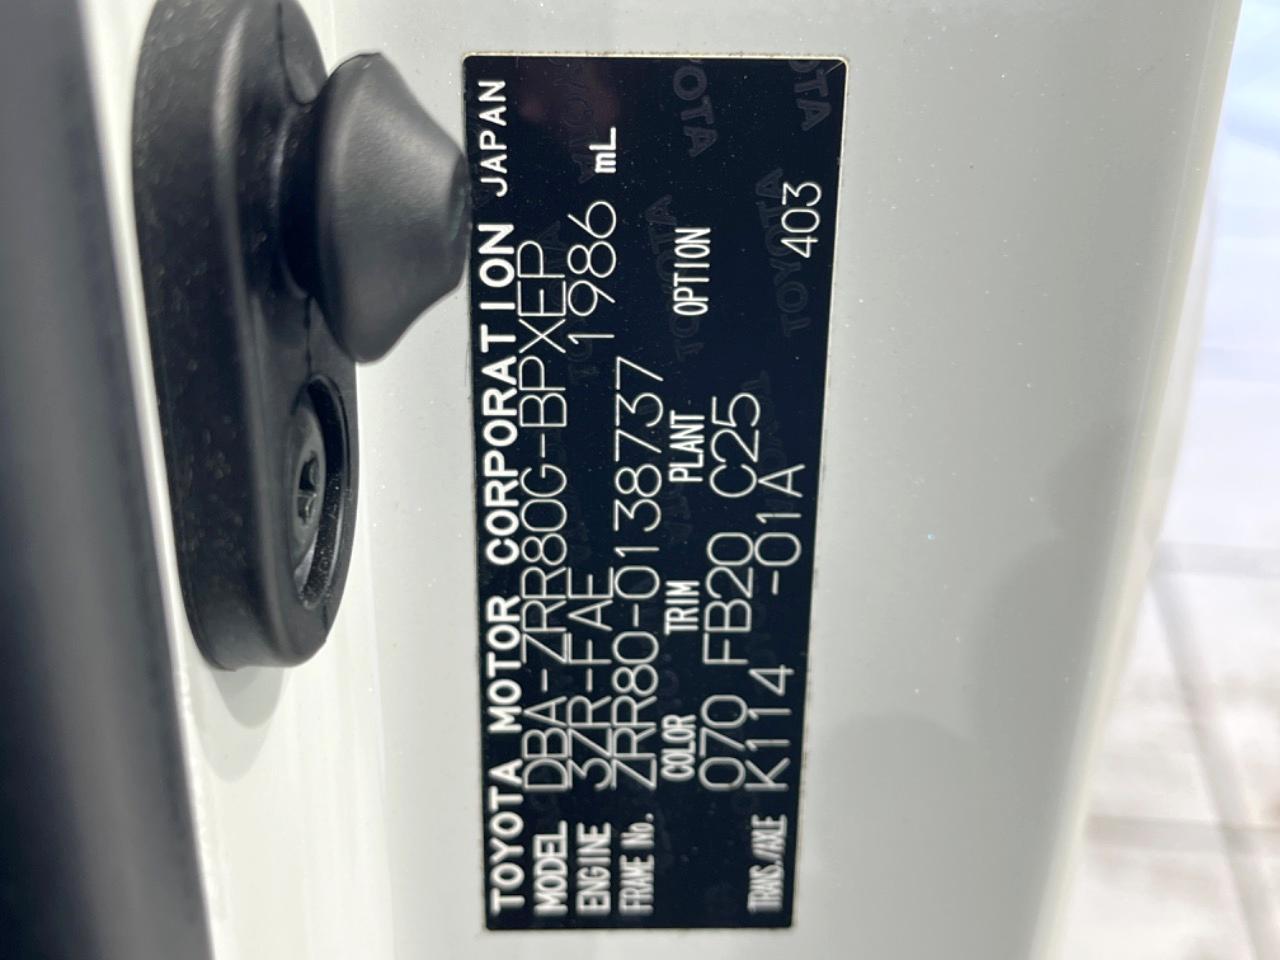 TOYOTA MOTOR CORPORATION JAPAN
MODEL DBA-ZRR80G-BPXEP
ENGINE 3ZR-FAE 1986 mL
FRAME No. ZRR80-0138737
COLOR TRIM PLANT OPTION
070 FB20 C25
TRANS./AXLE K114 -01A 403